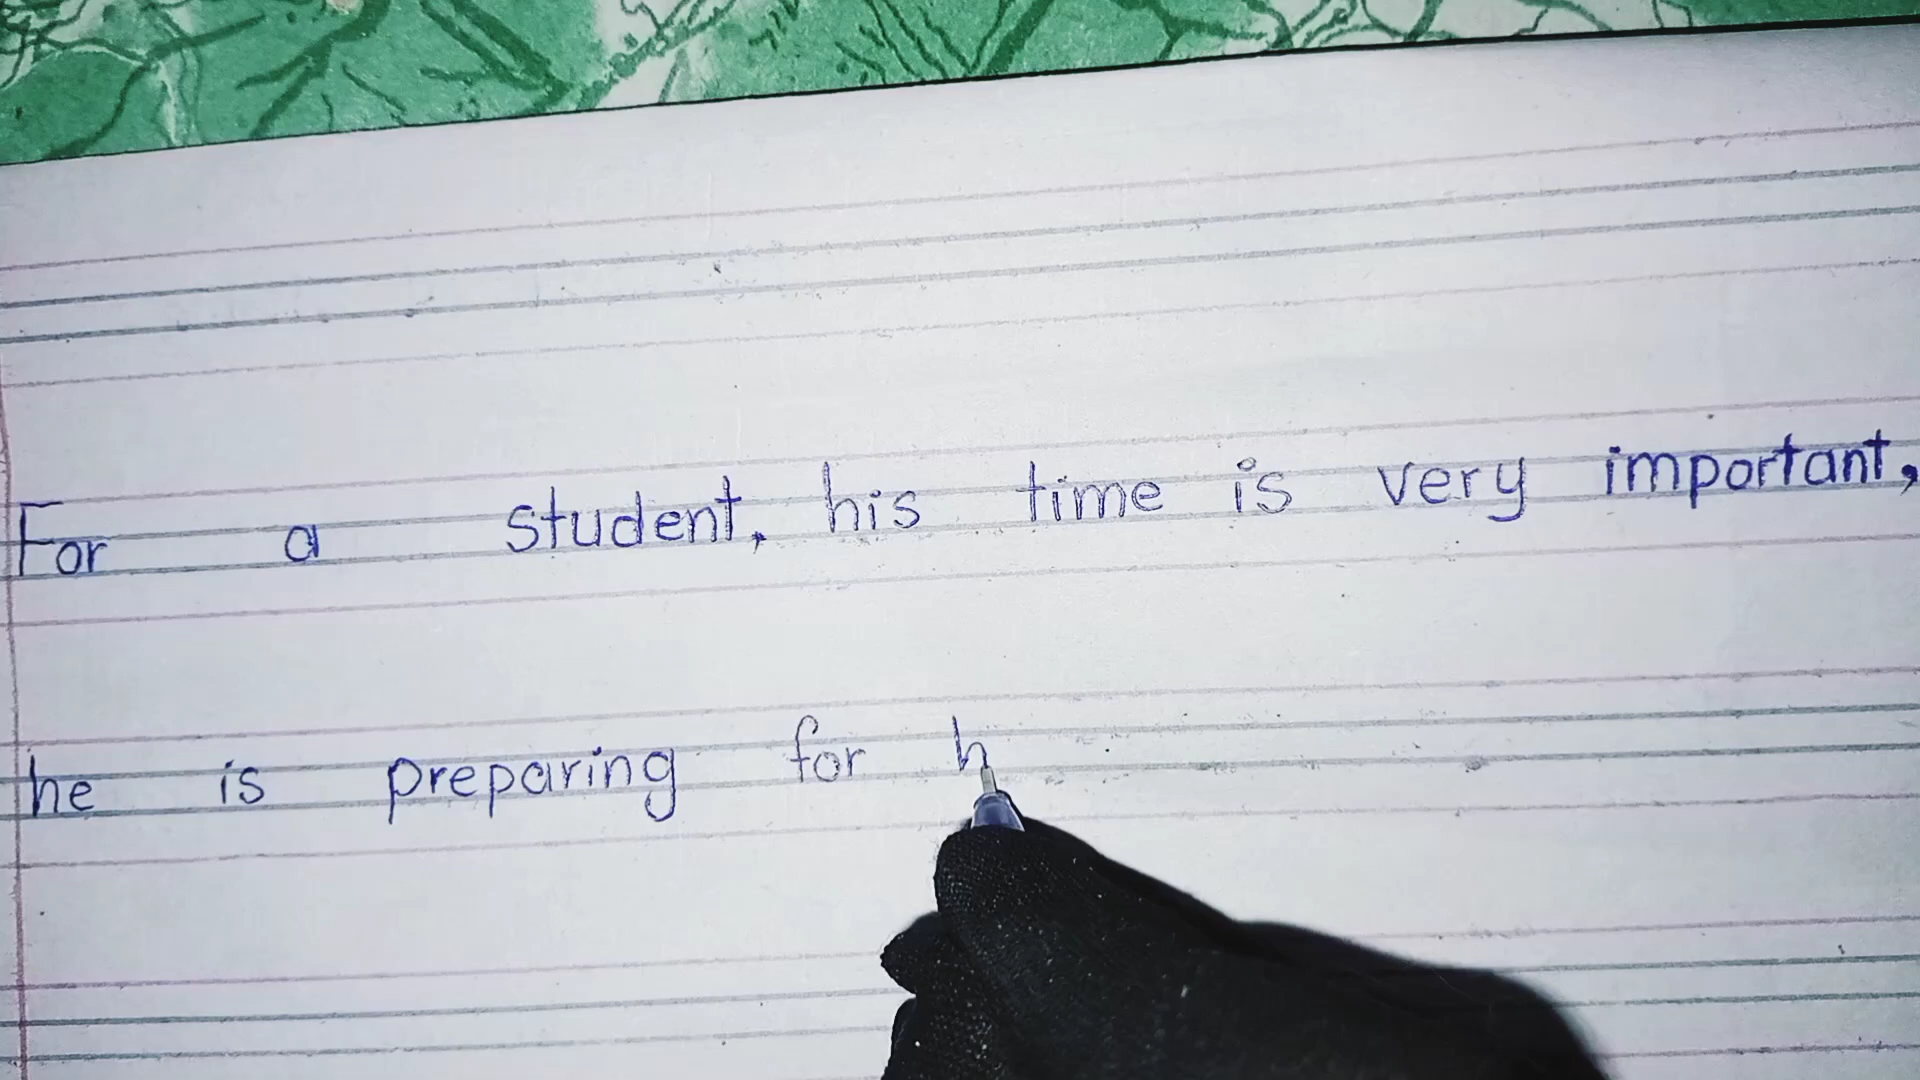 For a student, his time is very important,
he is preparing for h